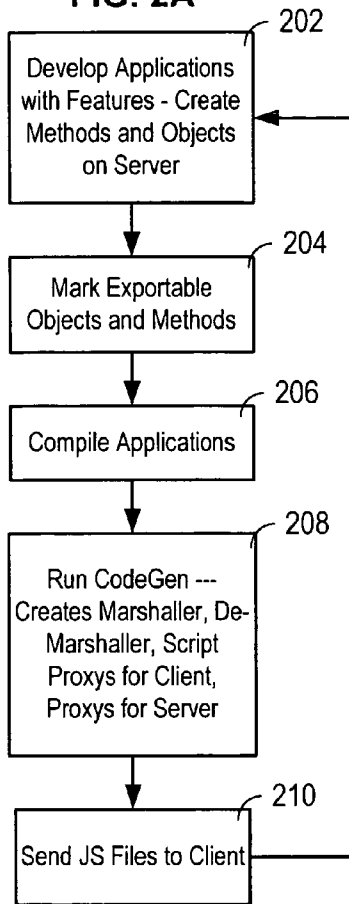 FIG. 2A
202
Develop Applications
with Features - Create
Methods and Objects
on Server
204
Mark Exportable
Objects and Methods
206
Compile Applications
208
Run CodeGen ---
Creates Marshaller, De-
Marshaller, Script
Proxys for Client,
Proxys for Server
210
Send JS Files to Client